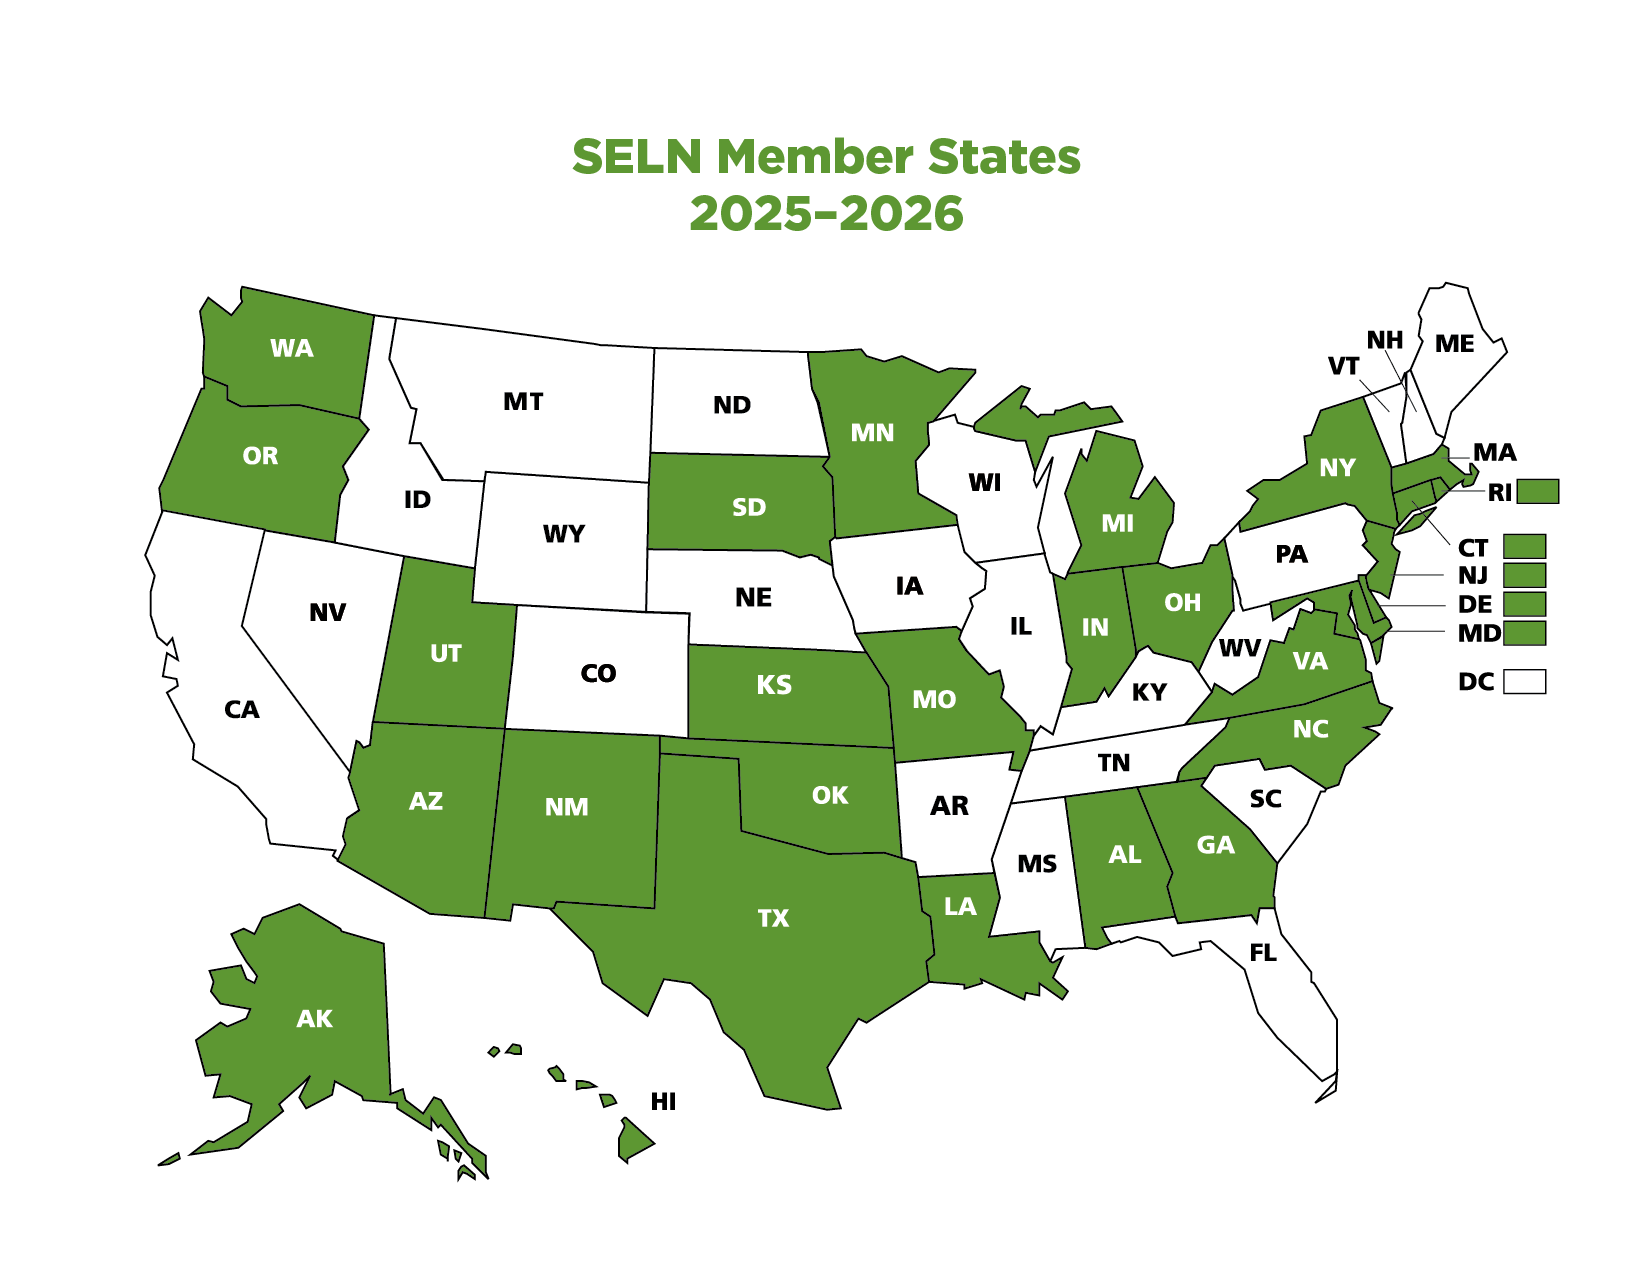 SELN Member States
2025–2026
NH
ME
VT
WA
MT
ND
MN
OR
MA
NY
WI
RI
ID
SD
MI
WY
CT
PA
NJ
IA
NE
OH
DE
NV
IL
IN
MD
UT
WV
VA
CO
KS
DC
KY
MO
CA
NC
TN
OK
SC
AZ
AR
NM
GA
AL
MS
LA
TX
FL
AK
HI